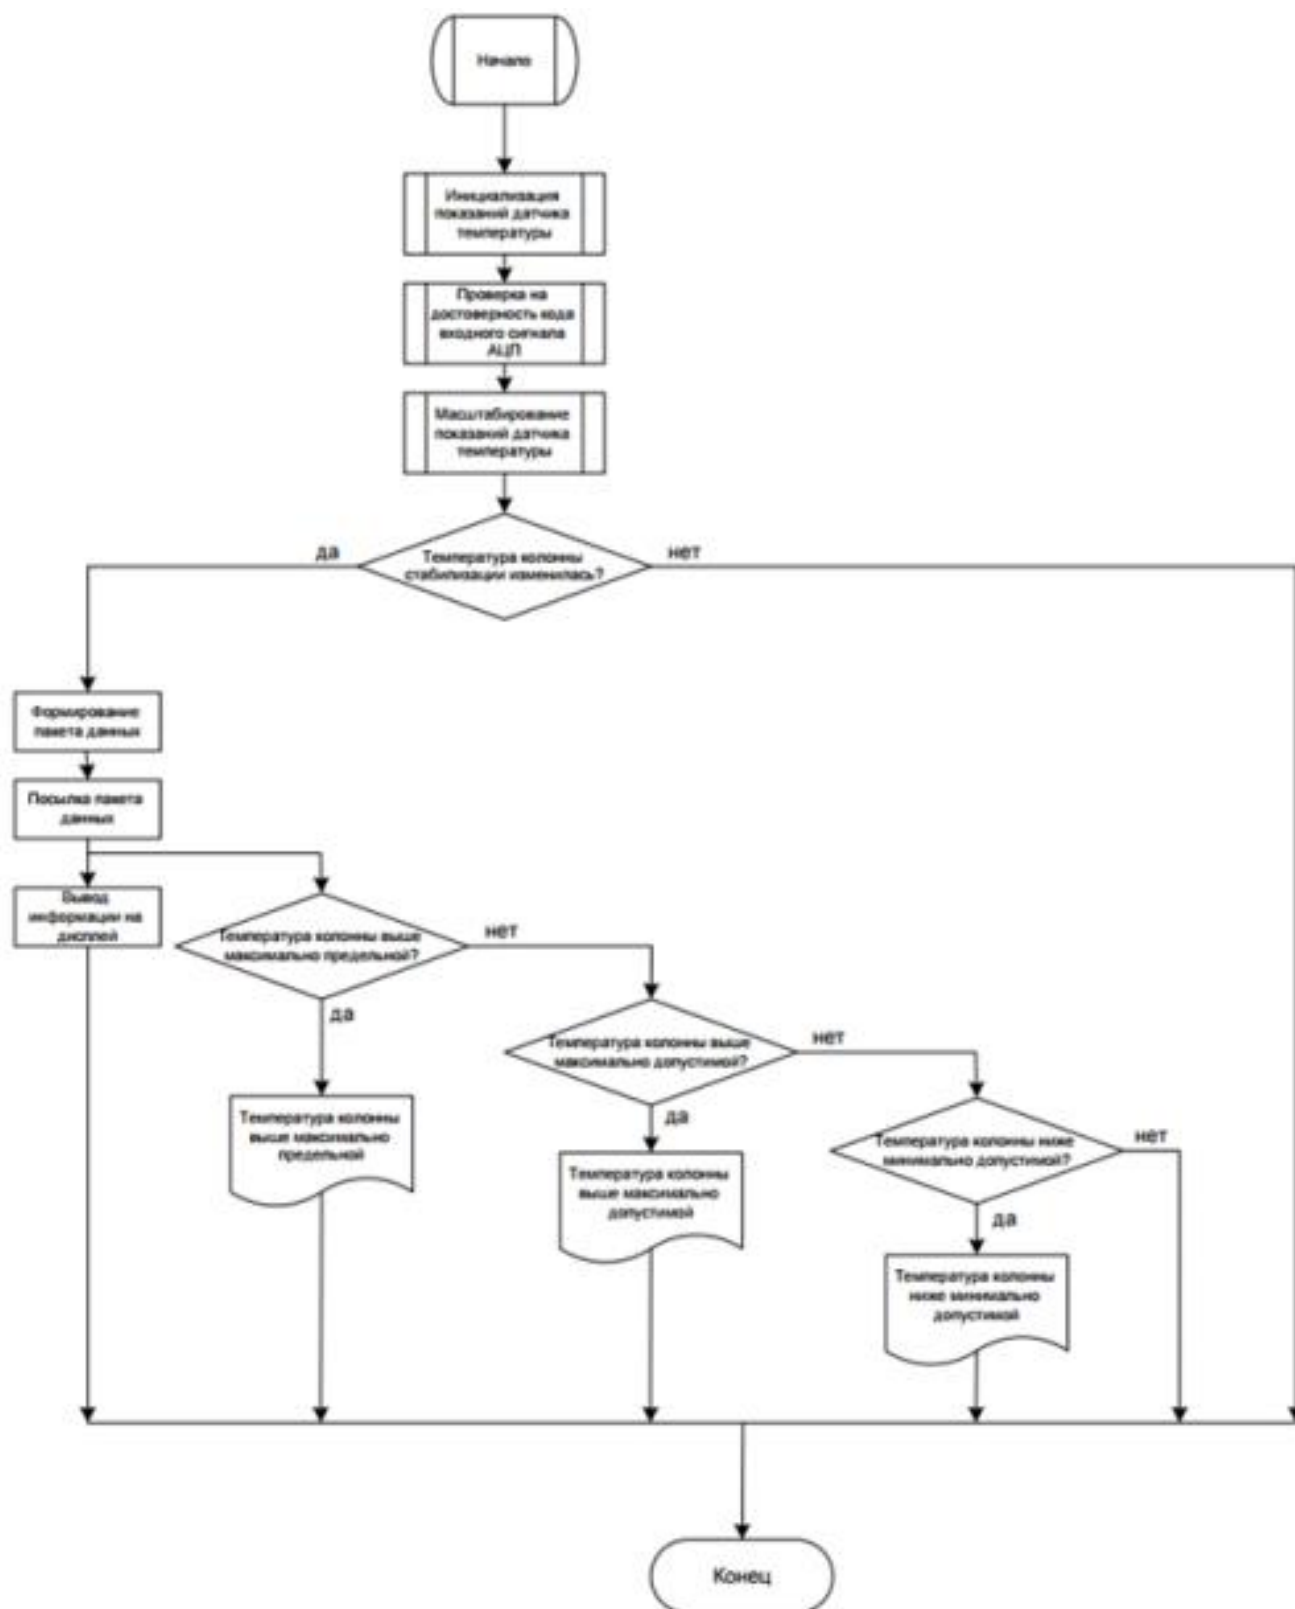 Начало
Инициализация
показаний датчика
температуры
Проверка на
достоверность кода
входного сигнала
АЦП
Масштабирование
показаний датчика
температуры
да
Температура колонны
стабилизации изменилась?
нет
Формирование
пакета данных
Посылка пакета
данных
Вывод
информации на
дисплей
Температура колонны выше
максимально предельной?
нет
да
Температура колонны выше
максимально допустимой?
нет
да
Температура колонны ниже
минимально допустимой?
нет
да
Температура колонны
выше максимально
предельной
Температура колонны
выше максимально
допустимой
Температура колонны
ниже минимально
допустимой
Конец